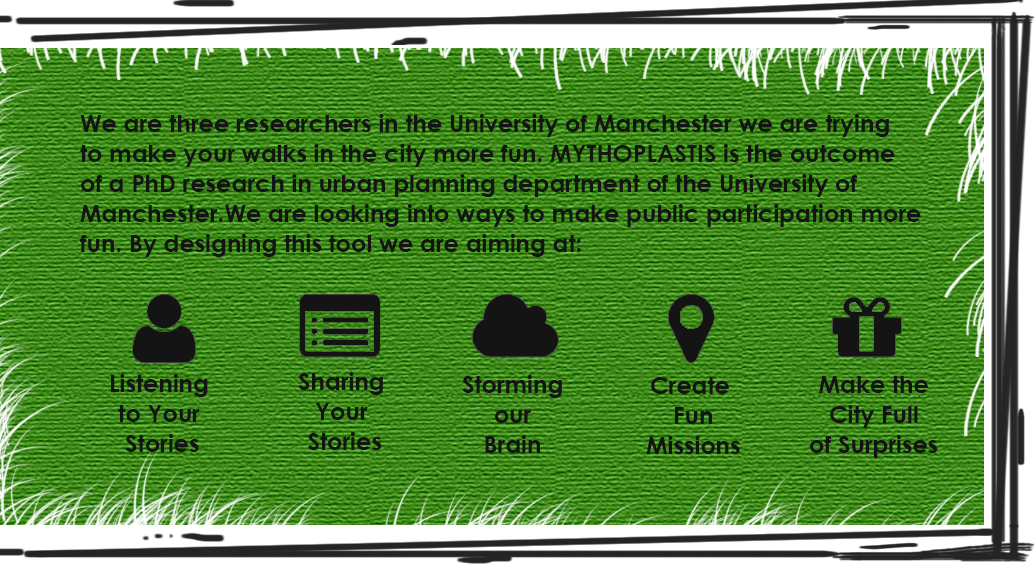 We are three researchers in the University of Manchester we are trying
to make your walks in the city more fun. MYTHOPLASTIS is the outcome
of a PhD research in urban planning department of the University of
Manchester.We are looking into ways to make public participation more
fun. By designing this tool we are aiming at:
Listening
to Your
Stories
Sharing
Your
Stories
Storming
our
Brain
Create
Fun
Missions
Make the
City Full
of Surprises